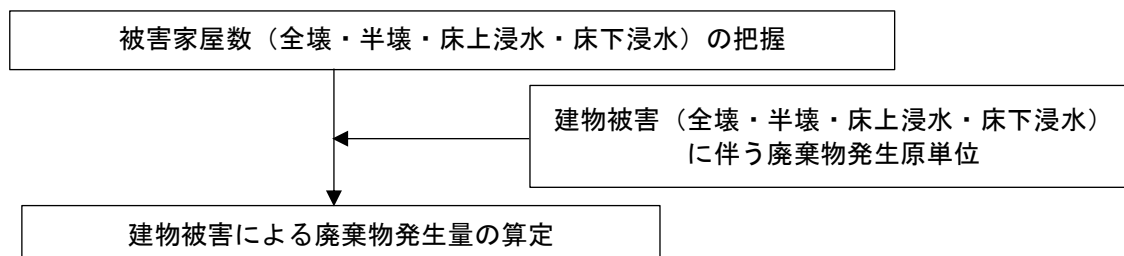 被害家屋数（全壊・半壊・床上浸水・床下浸水）の把握
建物被害（全壊・半壊・床上浸水・床下浸水）
に伴う廃棄物発生原単位
建物被害による廃棄物発生量の算定